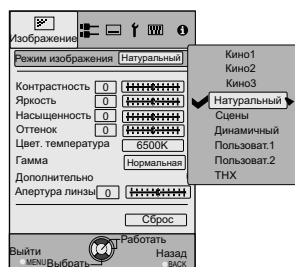 Изображение
Режим изображения Натуральный
Контрастность 0
Яркость 0
Насыщенность 0
Оттенок 0
Цвет. температура 6500K
Гамма Нормальная
Дополнительно
Апертура линзы 0
Сброс
Выйти Работать Назад
MENU Выбрать BACK
Кино1
Кино2
Кино3
Натуральный
Сцены
Динамичный
Пользоват.1
Пользоват.2
THX